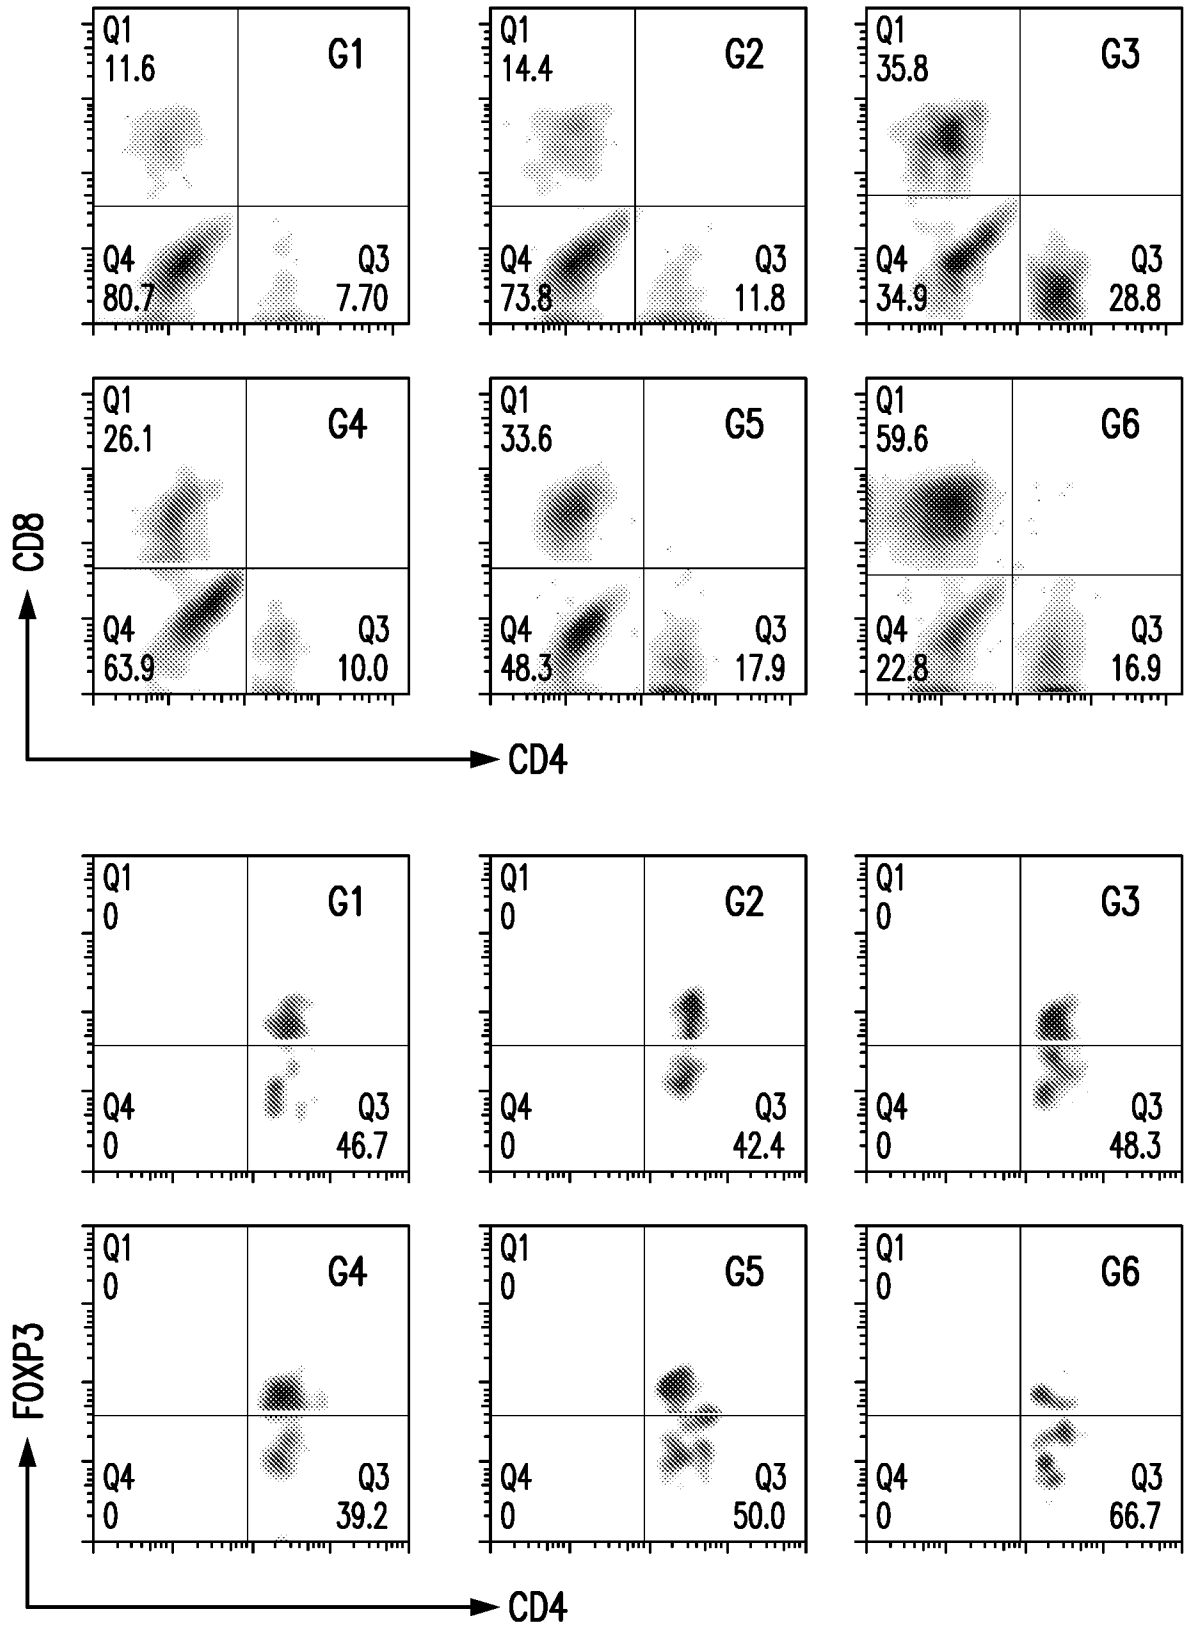 Q1
11.6
G1
Q4
80.7
Q3
7.70
Q1
14.4
G2
Q4
73.8
Q3
11.8
Q1
35.8
G3
Q4
34.9
Q3
28.8
Q1
26.1
G4
Q4
63.9
Q3
10.0
Q1
33.6
G5
Q4
48.3
Q3
17.9
Q1
59.6
G6
Q4
22.8
Q3
16.9
CD8
CD4
Q1
0
G1
Q4
0
Q3
46.7
Q1
0
G2
Q4
0
Q3
42.4
Q1
0
G3
Q4
0
Q3
48.3
Q1
0
G4
Q4
0
Q3
39.2
Q1
0
G5
Q4
0
Q3
50.0
Q1
0
G6
Q4
0
Q3
66.7
FOXP3
CD4